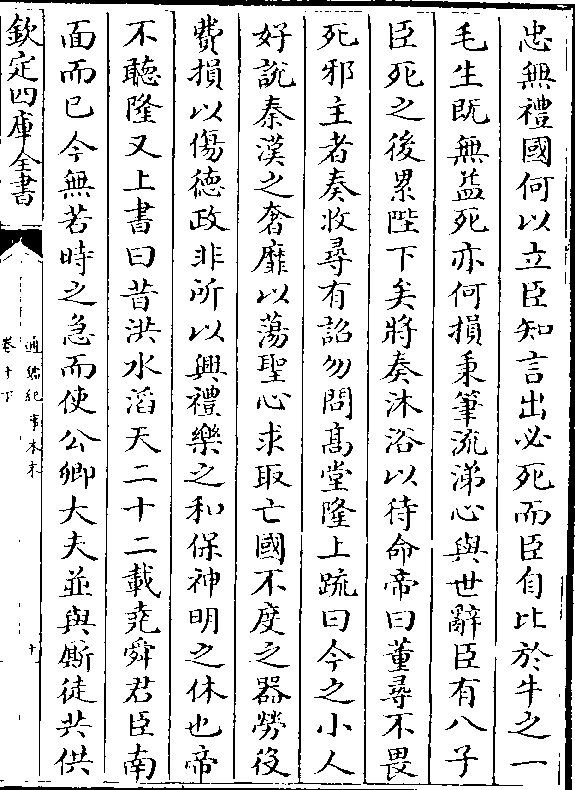 忠無禮國何以立臣知言出必死而臣自比於牛之一
毛生既無益死亦何損秉筆流涕心與世辭臣有八子
臣死之後累陛下矣將奏沐浴以待命帝曰董尋不畏
死邪主者奏收尋有詔勿問髙堂隆上䟽曰今之小人
好說秦漢之奢靡以蕩聖心求取亡國不度之器勞役
費損以傷德政非所以興禮樂之和保神明之休也帝
不聽隆又上書曰昔洪水滔天二十二載堯舜君臣南
面而已今無若時之急而使公卿大夫並與厮徒共供
欽定四庫全書
通鑑紀事本末
卷十下
十